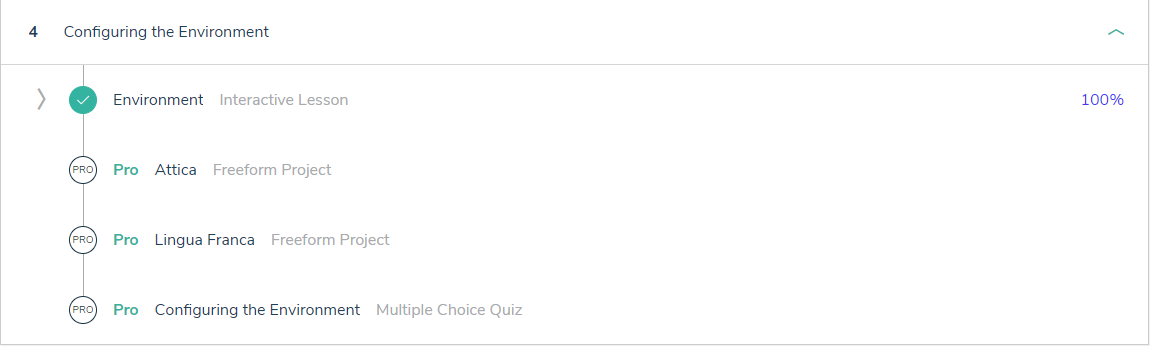 4 Configuring the Environment
Environment Interactive Lesson 100%
PRO Pro Attica Freeform Project
PRO Pro Lingua Franca Freeform Project
PRO Pro Configuring the Environment Multiple Choice Quiz